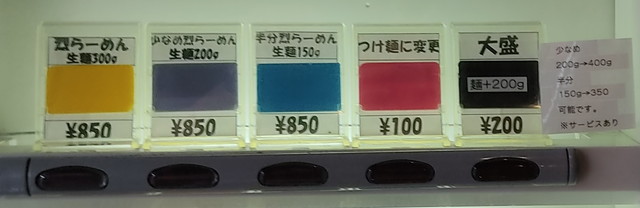 烈らーめん
生麺300g
¥850
少なめ烈らーめん
生麺200g
¥850
半分烈らーめん
生麺150g
¥850
つけ麺に変更
¥100
大盛
麺+200g
¥200
少なめ
200g→400g
半分
150g→350
可能です。
※サービスあり